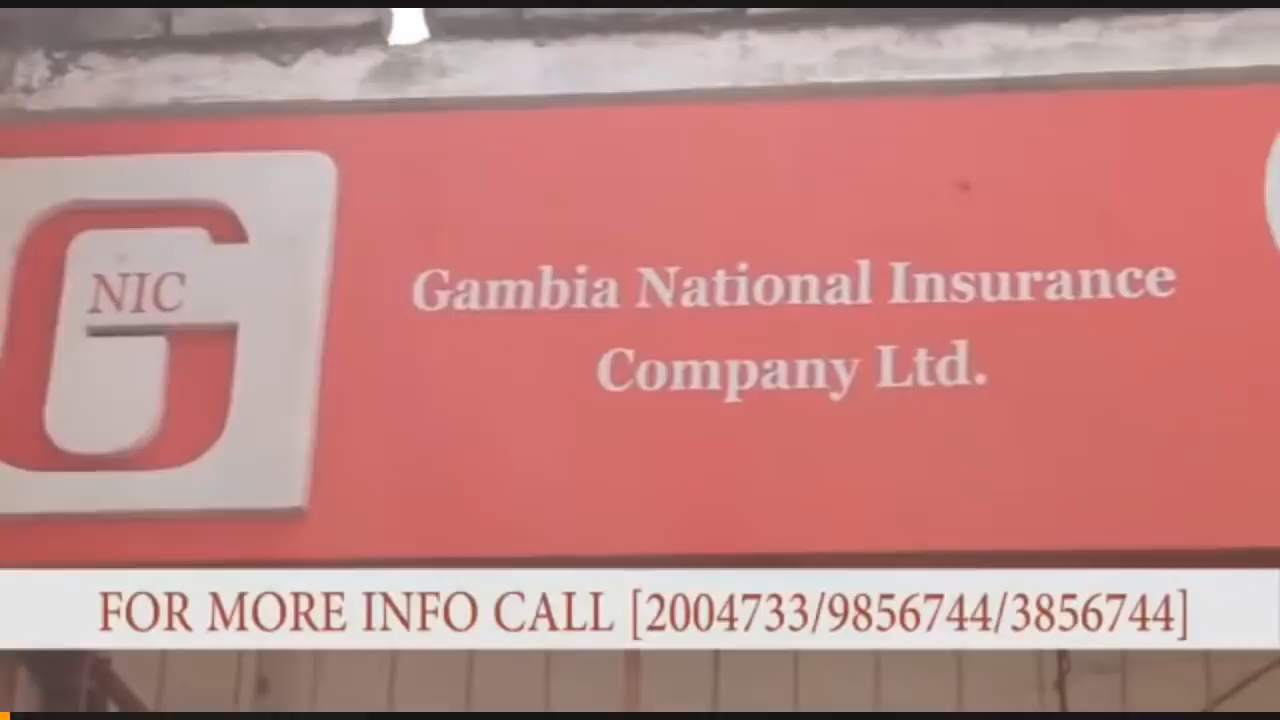 NIC
Gambia National Insurance
Company Ltd.
FOR MORE INFO CALL [2004733/9856744/3856744]